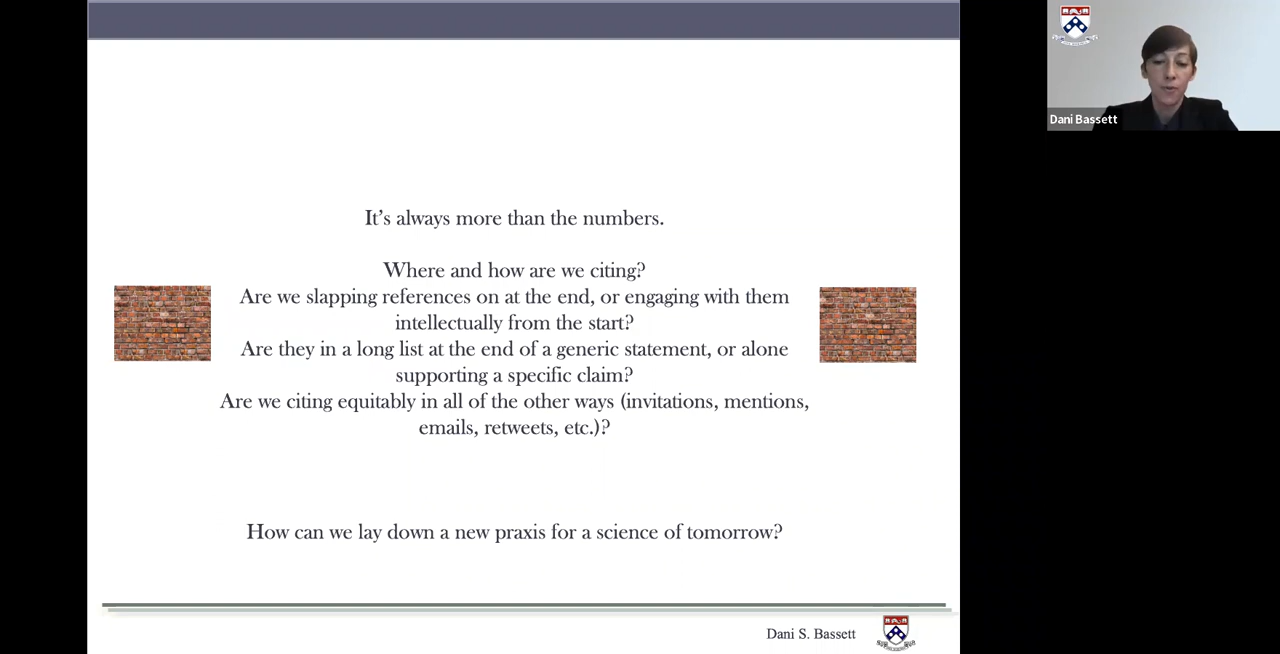 It's always more than the numbers.
Where and how are we citing?
Are we slapping references on at the end, or engaging with them
intellectually from the start?
Are they in a long list at the end of a generic statement, or alone
supporting a specific claim?
Are we citing equitably in all of the other ways (invitations, mentions,
emails, retweets, etc.)?
How can we lay down a new praxis for a science of tomorrow?
Dani S. Bassett
Dani Bassett